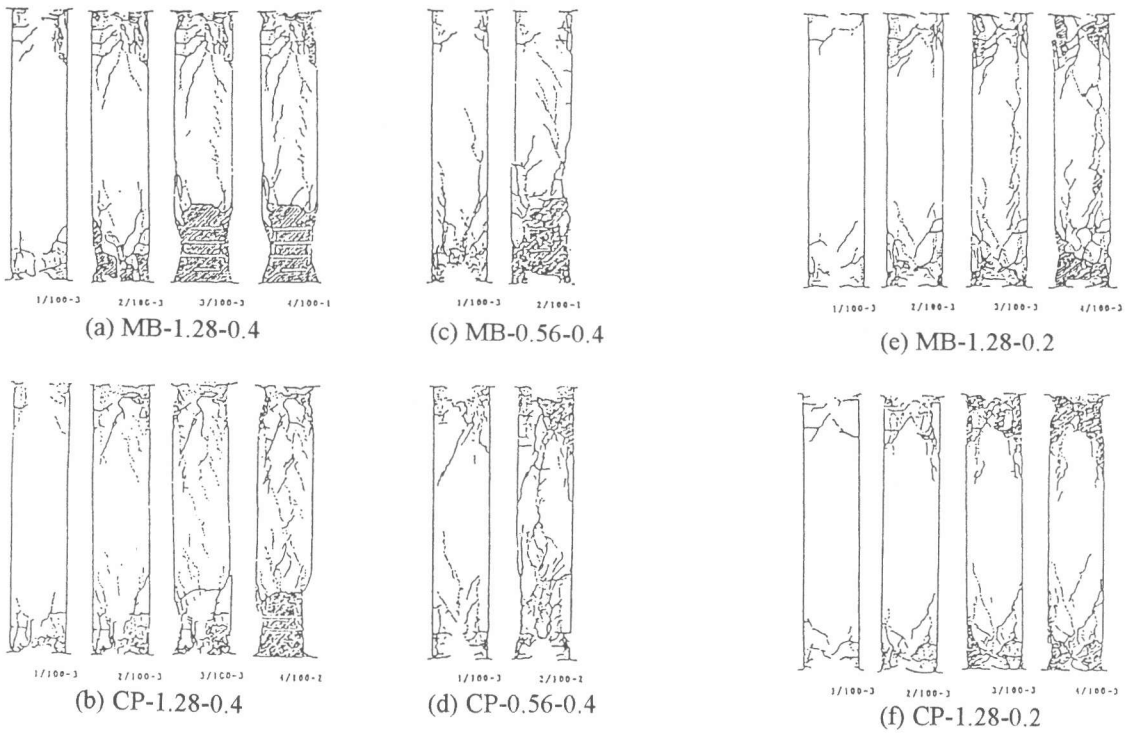 1/100-3 2/100-3 3/100-3 4/100-1
(a) MB-1.28-0.4
1/100-3 2/100-1
(c) MB-0.56-0.4
1/100-3 2/100-3 3/100-3 4/100-3
(e) MB-1.28-0.2
1/100-3 2/100-3 3/100-3 4/100-2
(b) CP-1.28-0.4
1/100-3 2/100-2
(d) CP-0.56-0.4
1/100-3 2/100-3 3/100-3 4/100-3
(f) CP-1.28-0.2